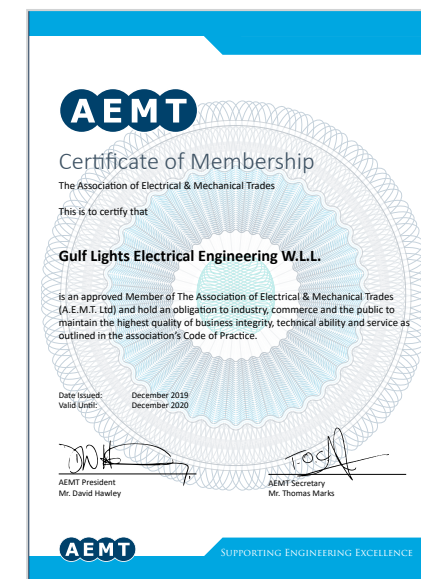 AEMT
Certificate of Membership
The Association of Electrical & Mechanical Trades
This is to certify that
Gulf Lights Electrical Engineering W.L.L.
is an approved Member of The Association of Electrical & Mechanical Trades
(A.E.M.T. Ltd) and hold an obligation to industry, commerce and the public to
maintain the highest quality of business integrity, technical ability and service as
outlined in the association's Code of Practice.
Date Issued: December 2019
Valid Until: December 2020
AEMT President
Mr. David Hawley
AEMT Secretary
Mr. Thomas Marks
AEMT
SUPPORTING ENGINEERING EXCELLENCE